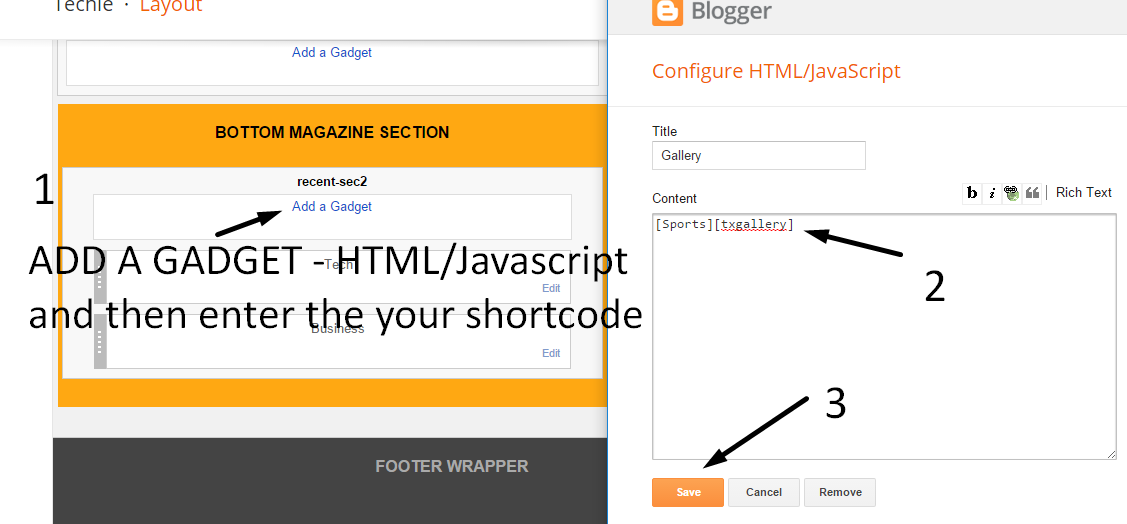 Techie · Layout
Add a Gadget
BOTTOM MAGAZINE SECTION
recent-sec2
1
Add a Gadget
ADD A GADGET - HTML/Javascript
Tech
Edit
and then enter the your shortcode
Business
Edit
FOOTER WRAPPER
Blogger
Configure HTML/JavaScript
Title
Gallery
Content
b i Rich Text
[Sports][txgallery]
2
3
Save Cancel Remove